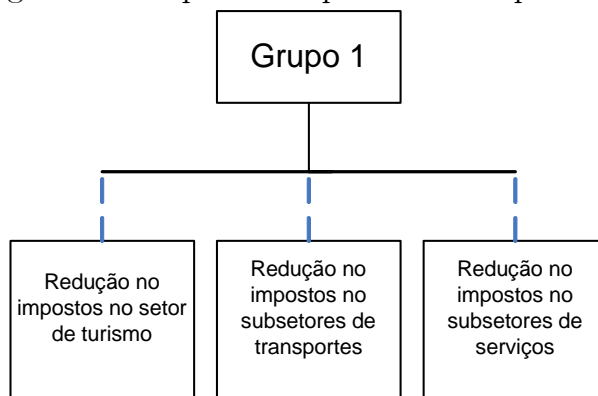 Grupo 1
Redução no
impostos no setor
de turismo
Redução no
impostos no
subsetores de
transportes
Redução no
impostos no
subsetores de
serviços